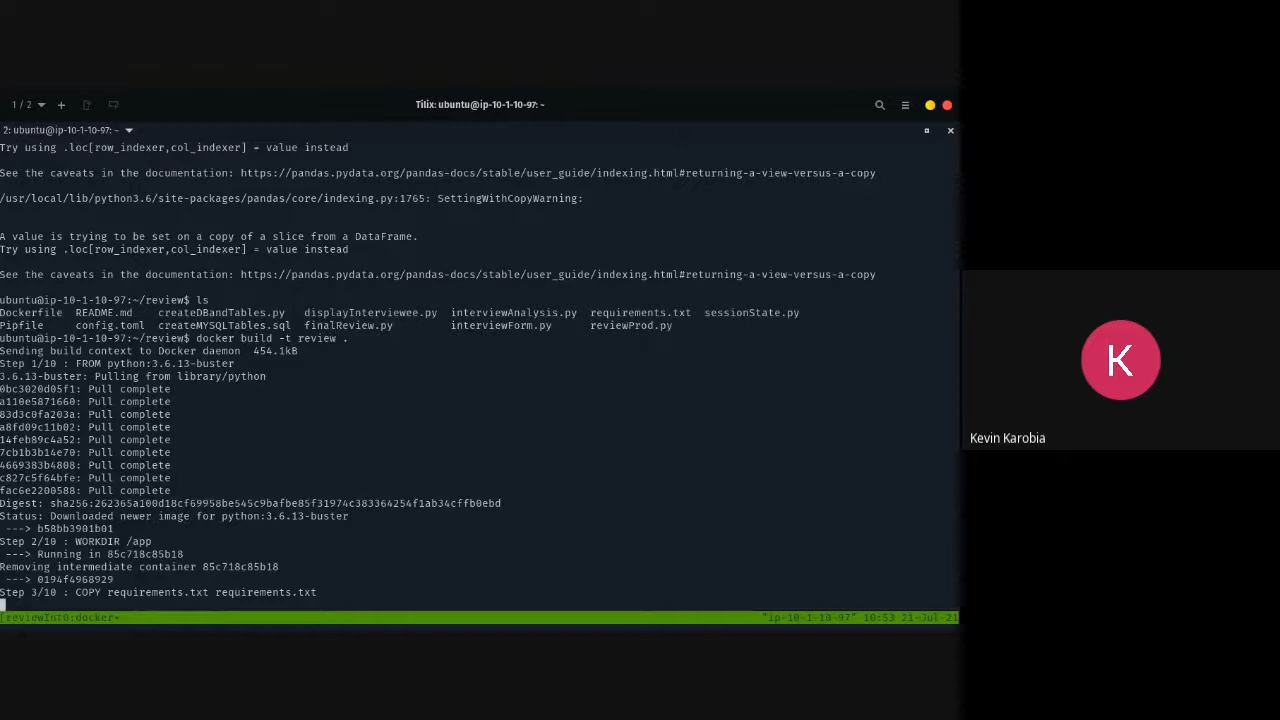 1 / 2
Tilix: ubuntu@ip-10-1-10-97: ~
2: ubuntu@ip-10-1-10-97: ~
Try using .loc[row_indexer,col_indexer] = value instead
See the caveats in the documentation: https://pandas.pydata.org/pandas-docs/stable/user_guide/indexing.html#returning-a-view-versus-a-copy
/usr/local/lib/python3.6/site-packages/pandas/core/indexing.py:1765: SettingWithCopyWarning:
A value is trying to be set on a copy of a slice from a DataFrame.
Try using .loc[row_indexer,col_indexer] = value instead
See the caveats in the documentation: https://pandas.pydata.org/pandas-docs/stable/user_guide/indexing.html#returning-a-view-versus-a-copy
ubuntu@ip-10-1-10-97:~/review$ ls
Dockerfile  README.md    createDBandTables.py    displayInterviewee.py  interviewAnalysis.py  requirements.txt  sessionState.py
Pipfile     config.toml  createMYSQLTables.sql  finalReview.py         interviewForm.py      reviewProd.py
ubuntu@ip-10-1-10-97:~/review$ docker build -t review .
Sending build context to Docker daemon  454.1kB
Step 1/10 : FROM python:3.6.13-buster
3.6.13-buster: Pulling from library/python
0bc3020d05f1: Pull complete
a110e5871660: Pull complete
83d3c0fa203a: Pull complete
a8fd09c11b02: Pull complete
14feb89c4a52: Pull complete
7cb1b3b14e70: Pull complete
4669383b4808: Pull complete
c827c5f64bfe: Pull complete
fac6e2200588: Pull complete
Digest: sha256:262365a100d18cf69958be545c9bafbe85f31974c383364254f1ab34cffb0ebd
Status: Downloaded newer image for python:3.6.13-buster
---> b58bb3901b01
Step 2/10 : WORKDIR /app
---> Running in 85c718c85b18
Removing intermediate container 85c718c85b18
---> 0194f4968929
Step 3/10 : COPY requirements.txt requirements.txt
[reviewInt0:docker* "ip-10-1-10-97" 10:53 21-Jul-21
K
Kevin Karobia